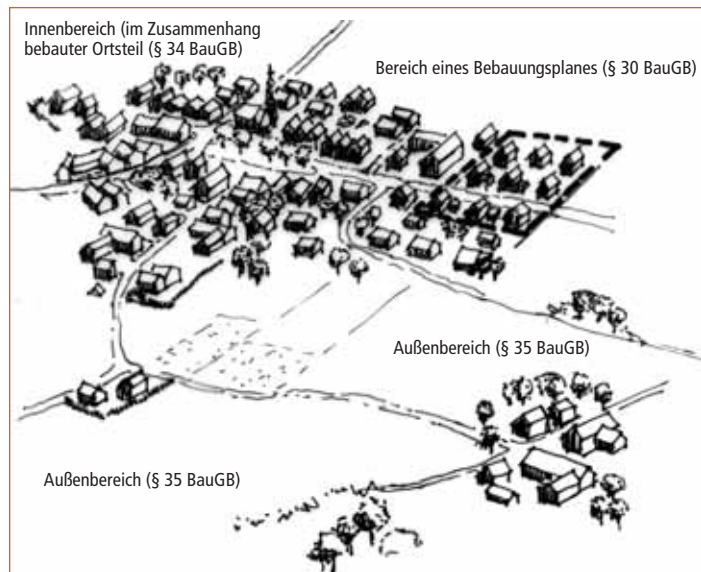 Innenbereich (im Zusammenhang
bebauter Ortsteil (§ 34 BauGB)
Bereich eines Bebauungsplanes (§ 30 BauGB)
Außenbereich (§ 35 BauGB)
Außenbereich (§ 35 BauGB)